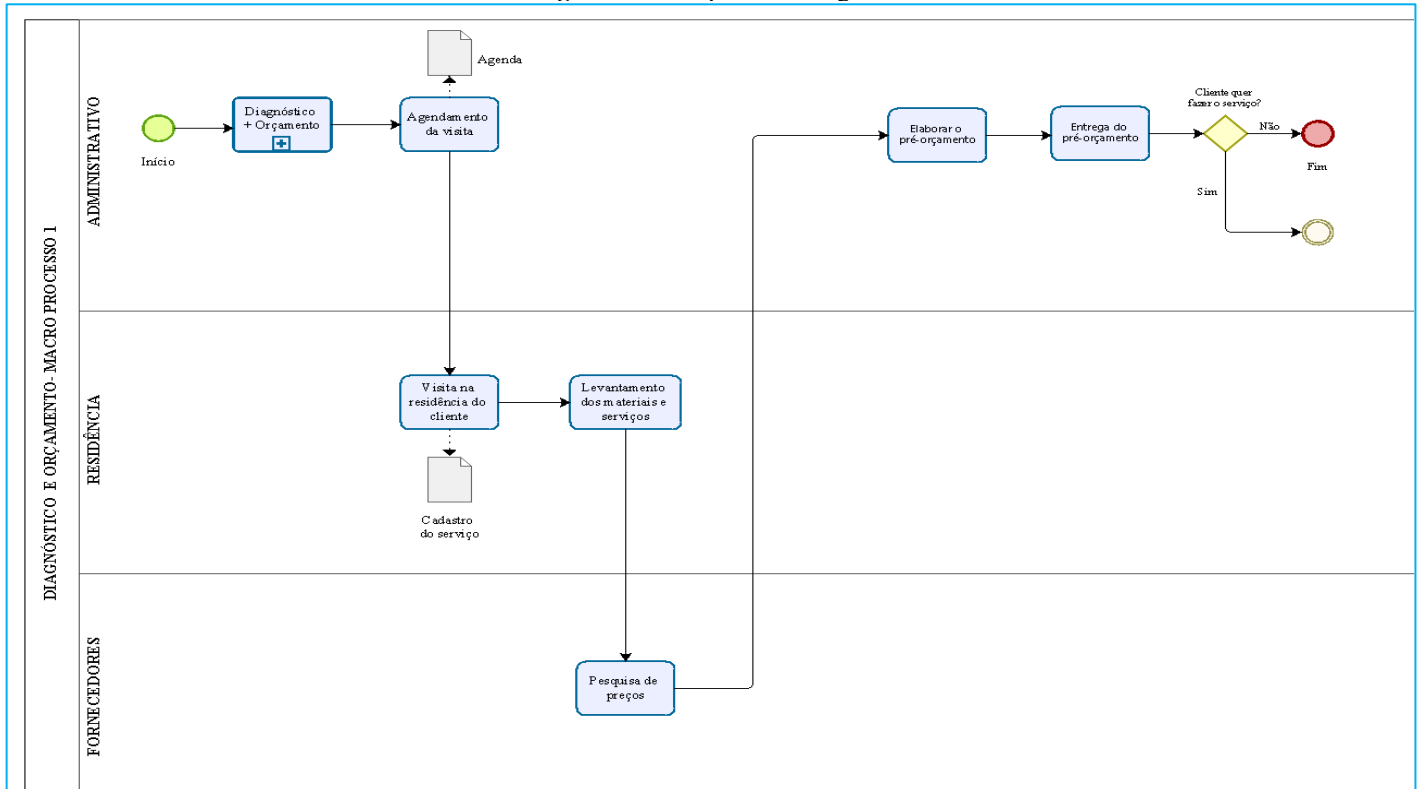 DIAGNÓSTICO E ORÇAMENTO- MACRO PROCESSO 1
ADMINISTRATIVO
Início
Diagnóstico
+ Orçamento
Agenda
Agendamento
da visita
Elaborar o
pré-orçamento
Entrega do
pré-orçamento
Cliente quer
fazer o serviço?
Não
Fim
Sim
RESIDÊNCIA
Visita na
residência do
cliente
Levantamento
dos materiais e
serviços
Cadastro
do serviço
FORNECEDORES
Pesquisa de
preços